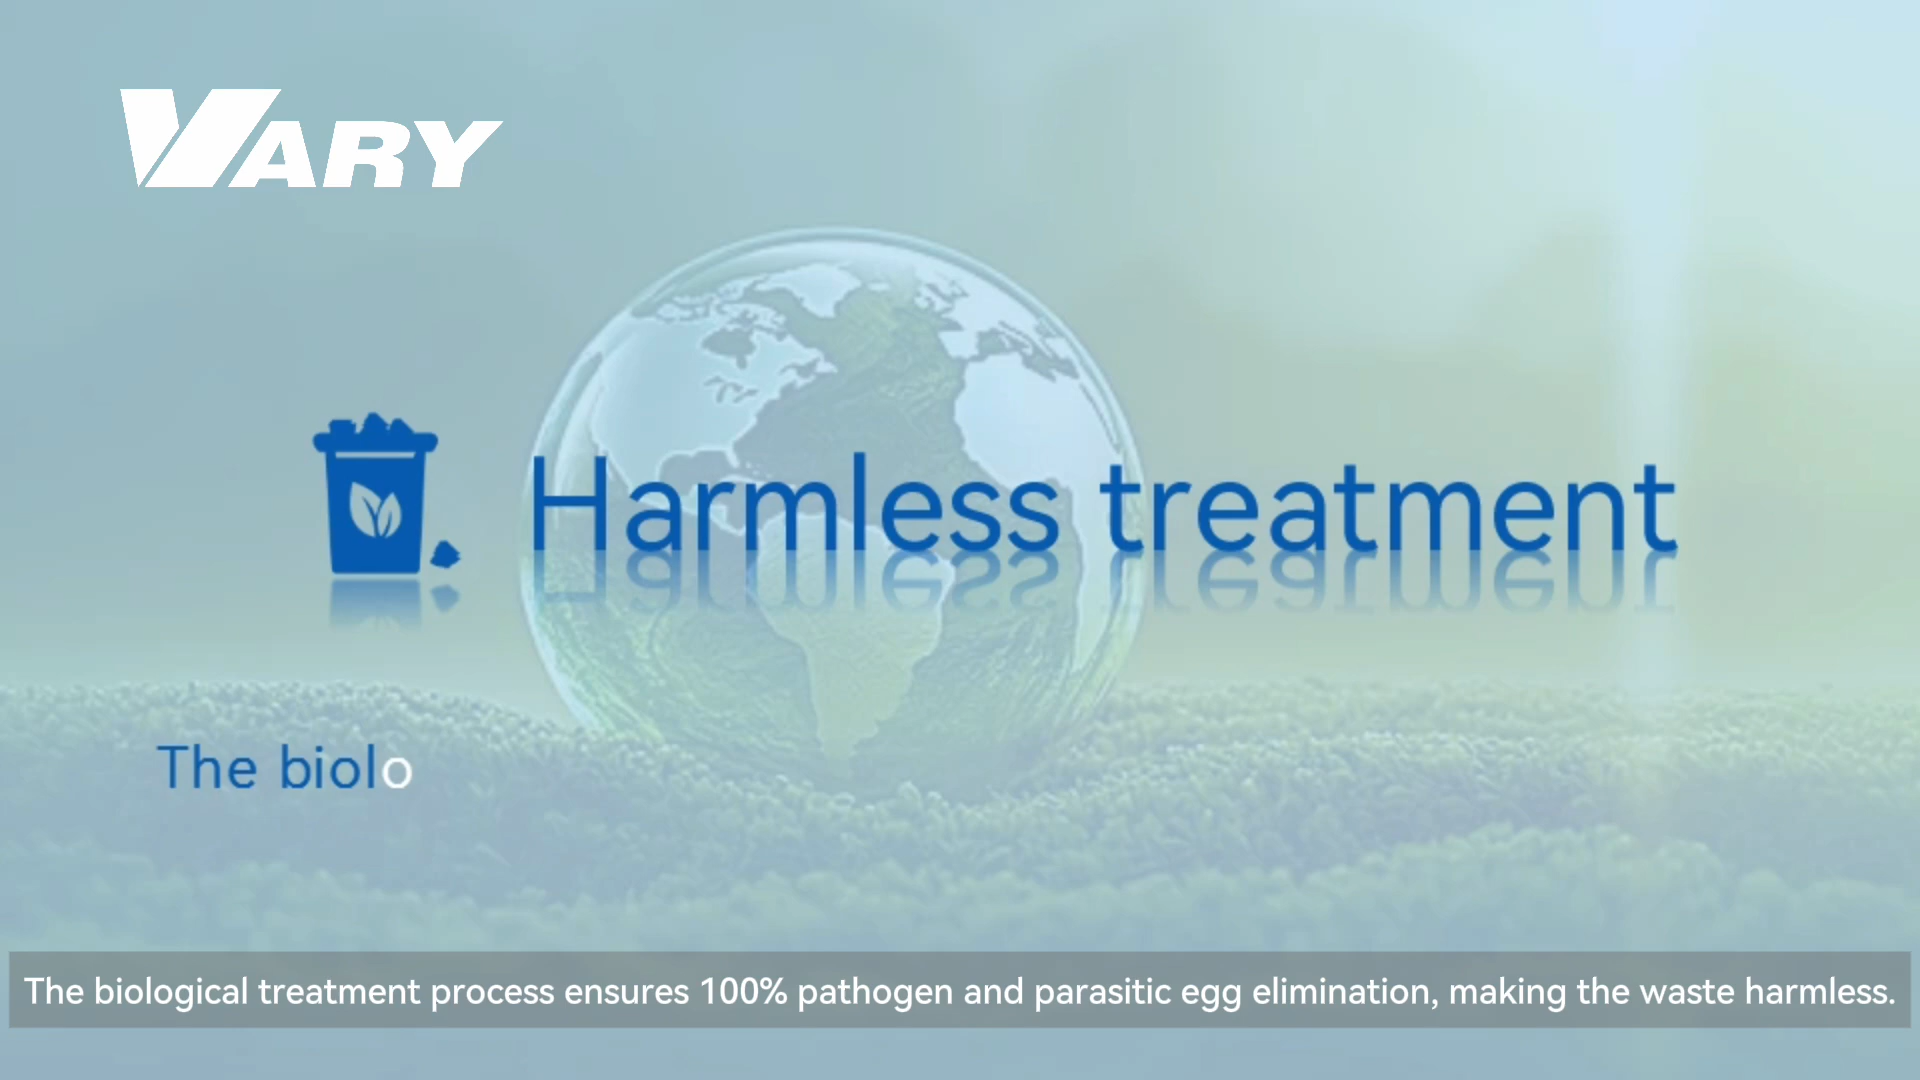 VARY
Harmless treatment
The biolo
The biological treatment process ensures 100% pathogen and parasitic egg elimination, making the waste harmless.